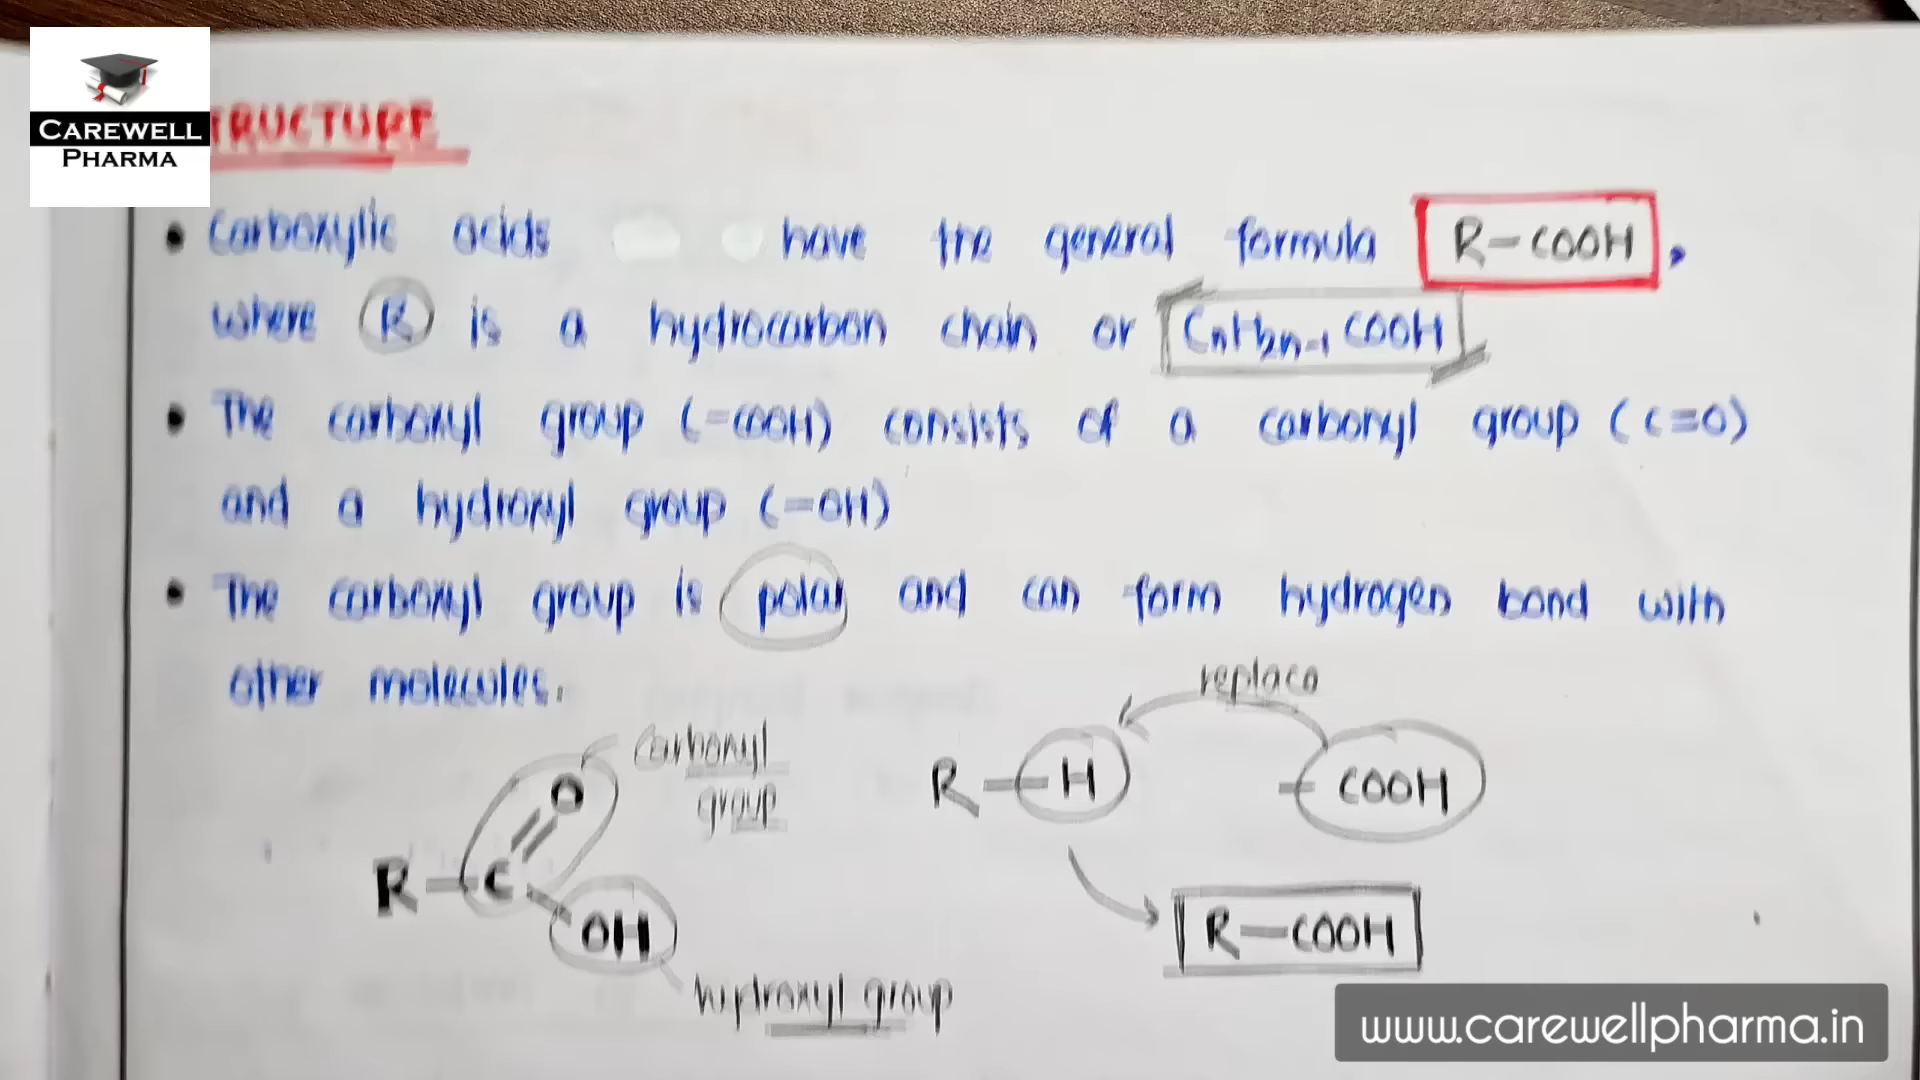 CAREWELL
PHARMA
TRUCTURE
• Carboxylic acids have the general formula R-COOH,
where R is a hydrocarbon chain or CnH2n-1 COOH
• The carboxyl group (-COOH) consists of a carbonyl group (C=O)
and a hydroxyl group (-OH)
• The carboxyl group is polar and can form hydrogen bond with
other molecules.
carbonyl
group
O
R-C
OH
hydroxyl group
replace
R-H
-COOH
R-COOH
www.carewellpharma.in